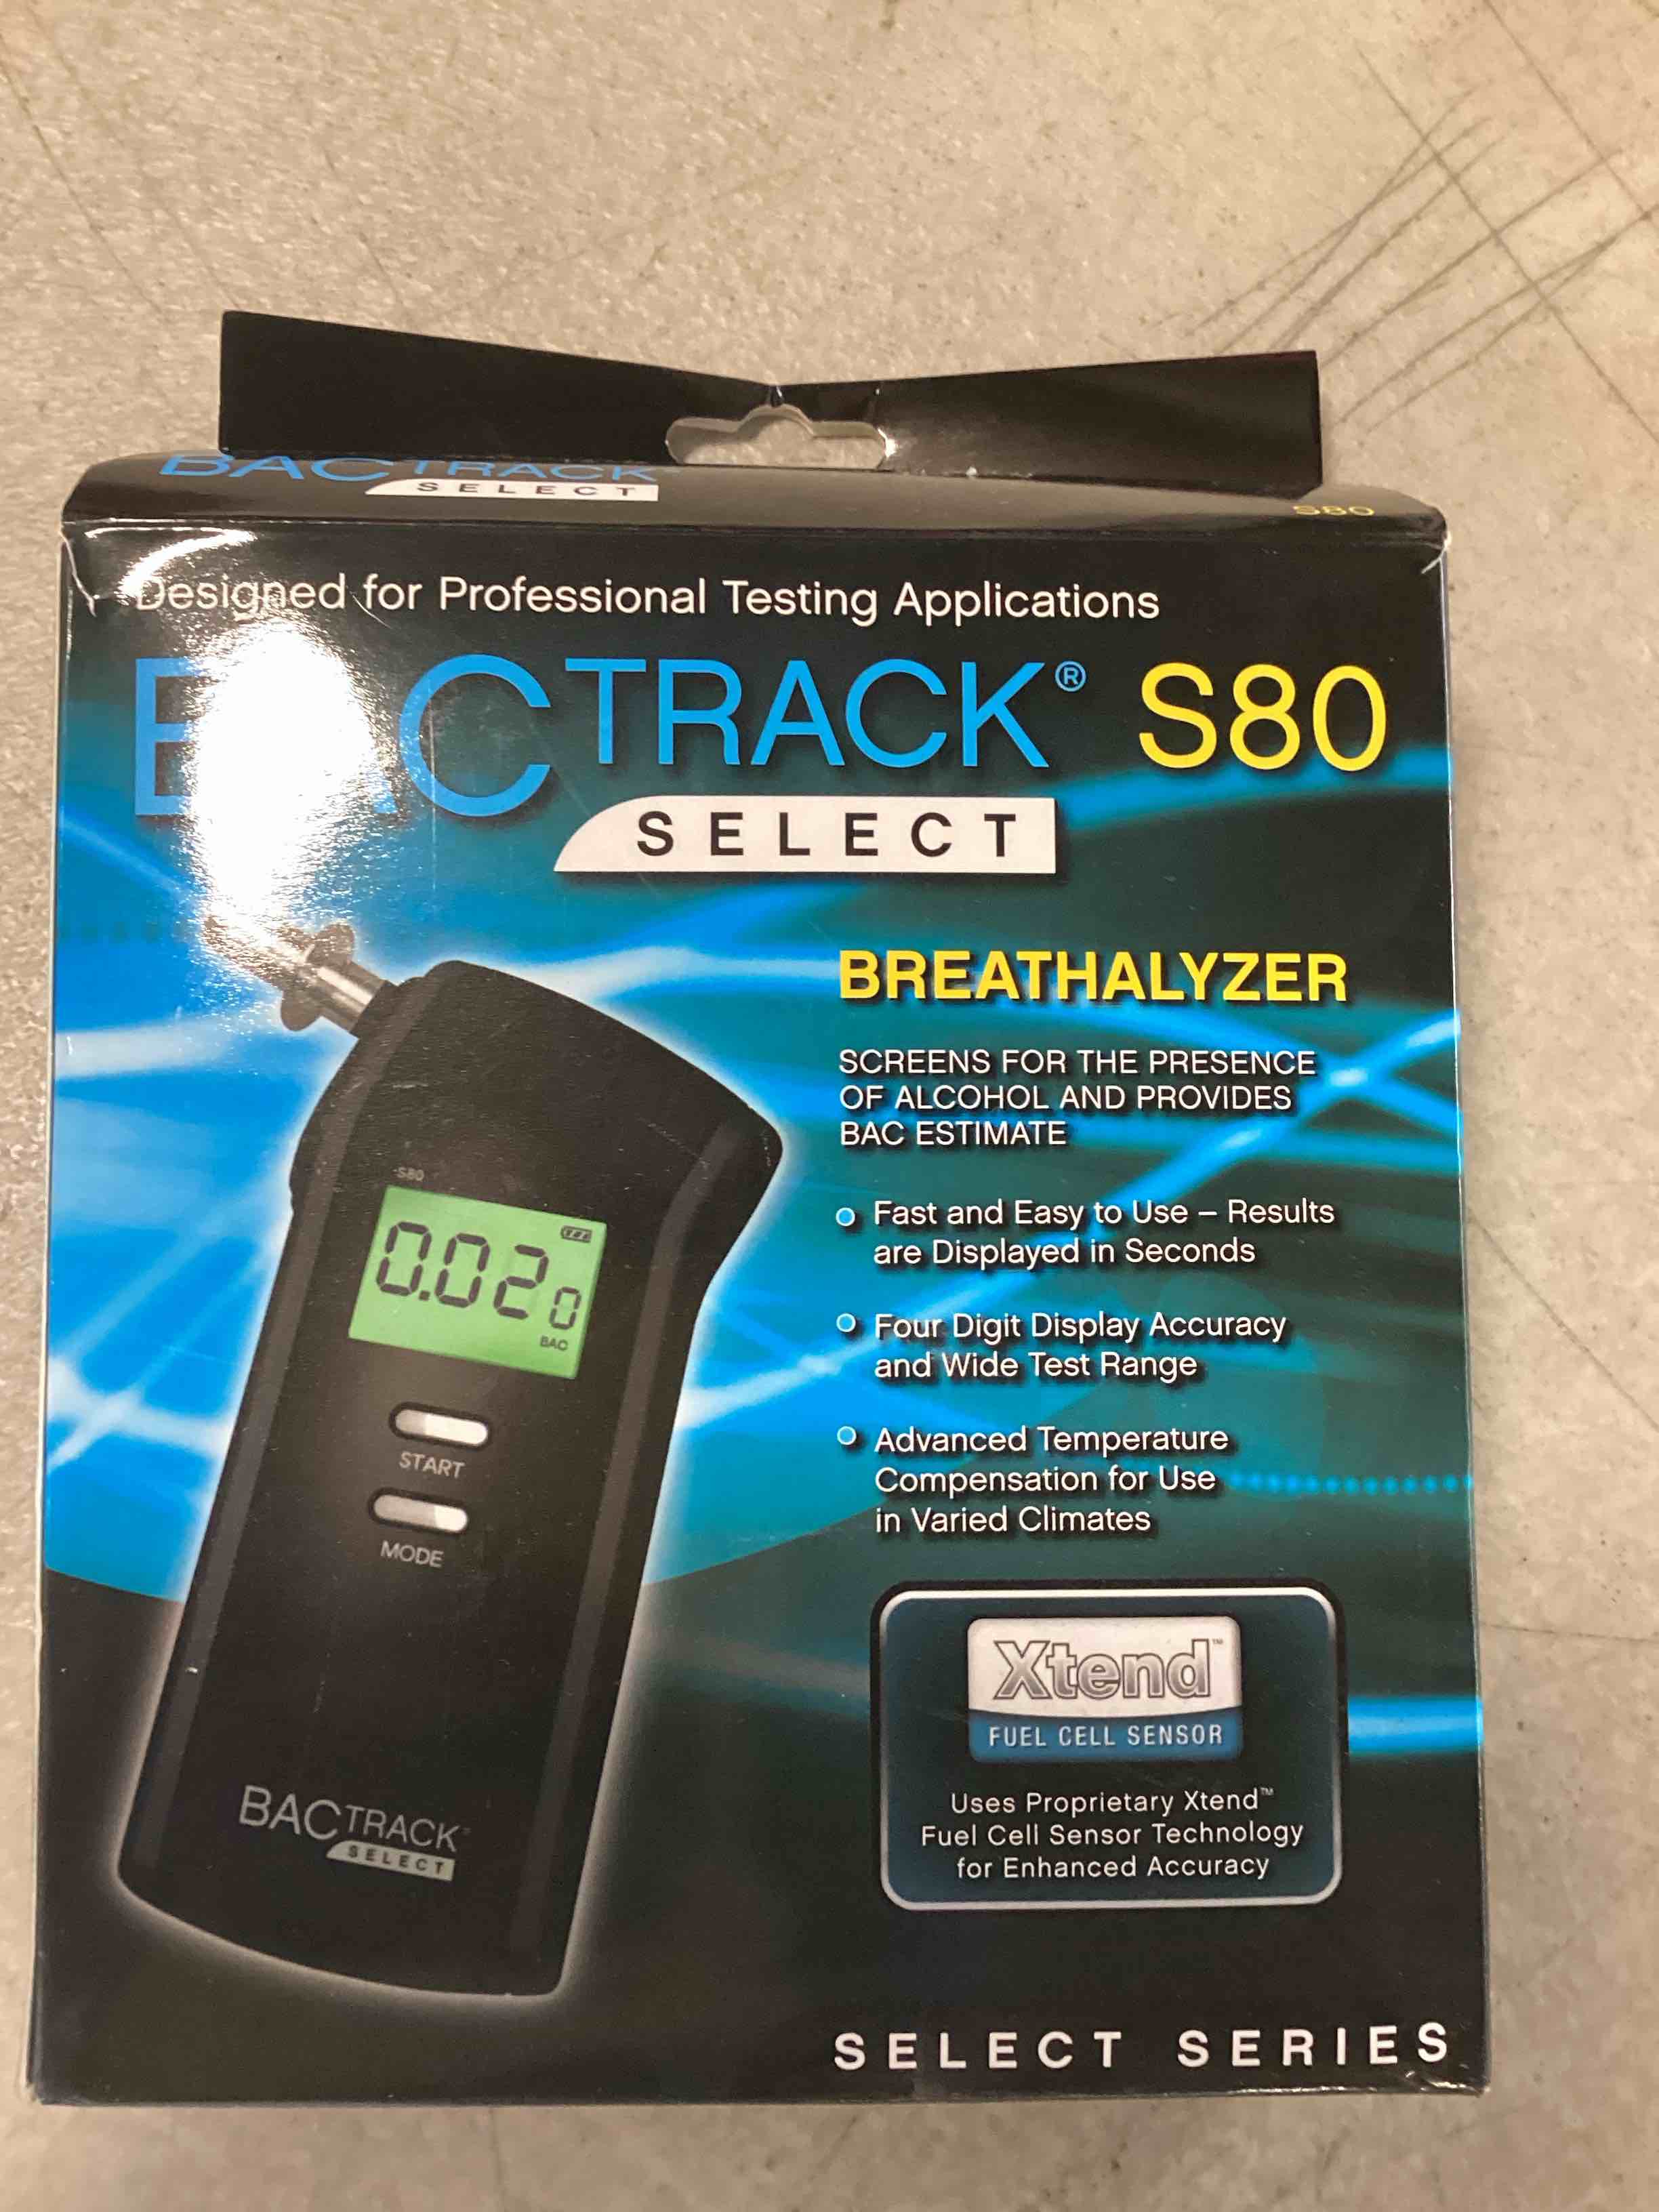 BACTRACK
SELECT
S80
Designed for Professional Testing Applications
BACTRACK® S80
SELECT
BREATHALYZER
SCREENS FOR THE PRESENCE
OF ALCOHOL AND PROVIDES
BAC ESTIMATE
Fast and Easy to Use – Results
are Displayed in Seconds
Four Digit Display Accuracy
and Wide Test Range
Advanced Temperature
Compensation for Use
in Varied Climates
S80
0.020
BAC
START
MODE
BACTRACK
SELECT
Xtend™
FUEL CELL SENSOR
Uses Proprietary Xtend™
Fuel Cell Sensor Technology
for Enhanced Accuracy
SELECT SERIES